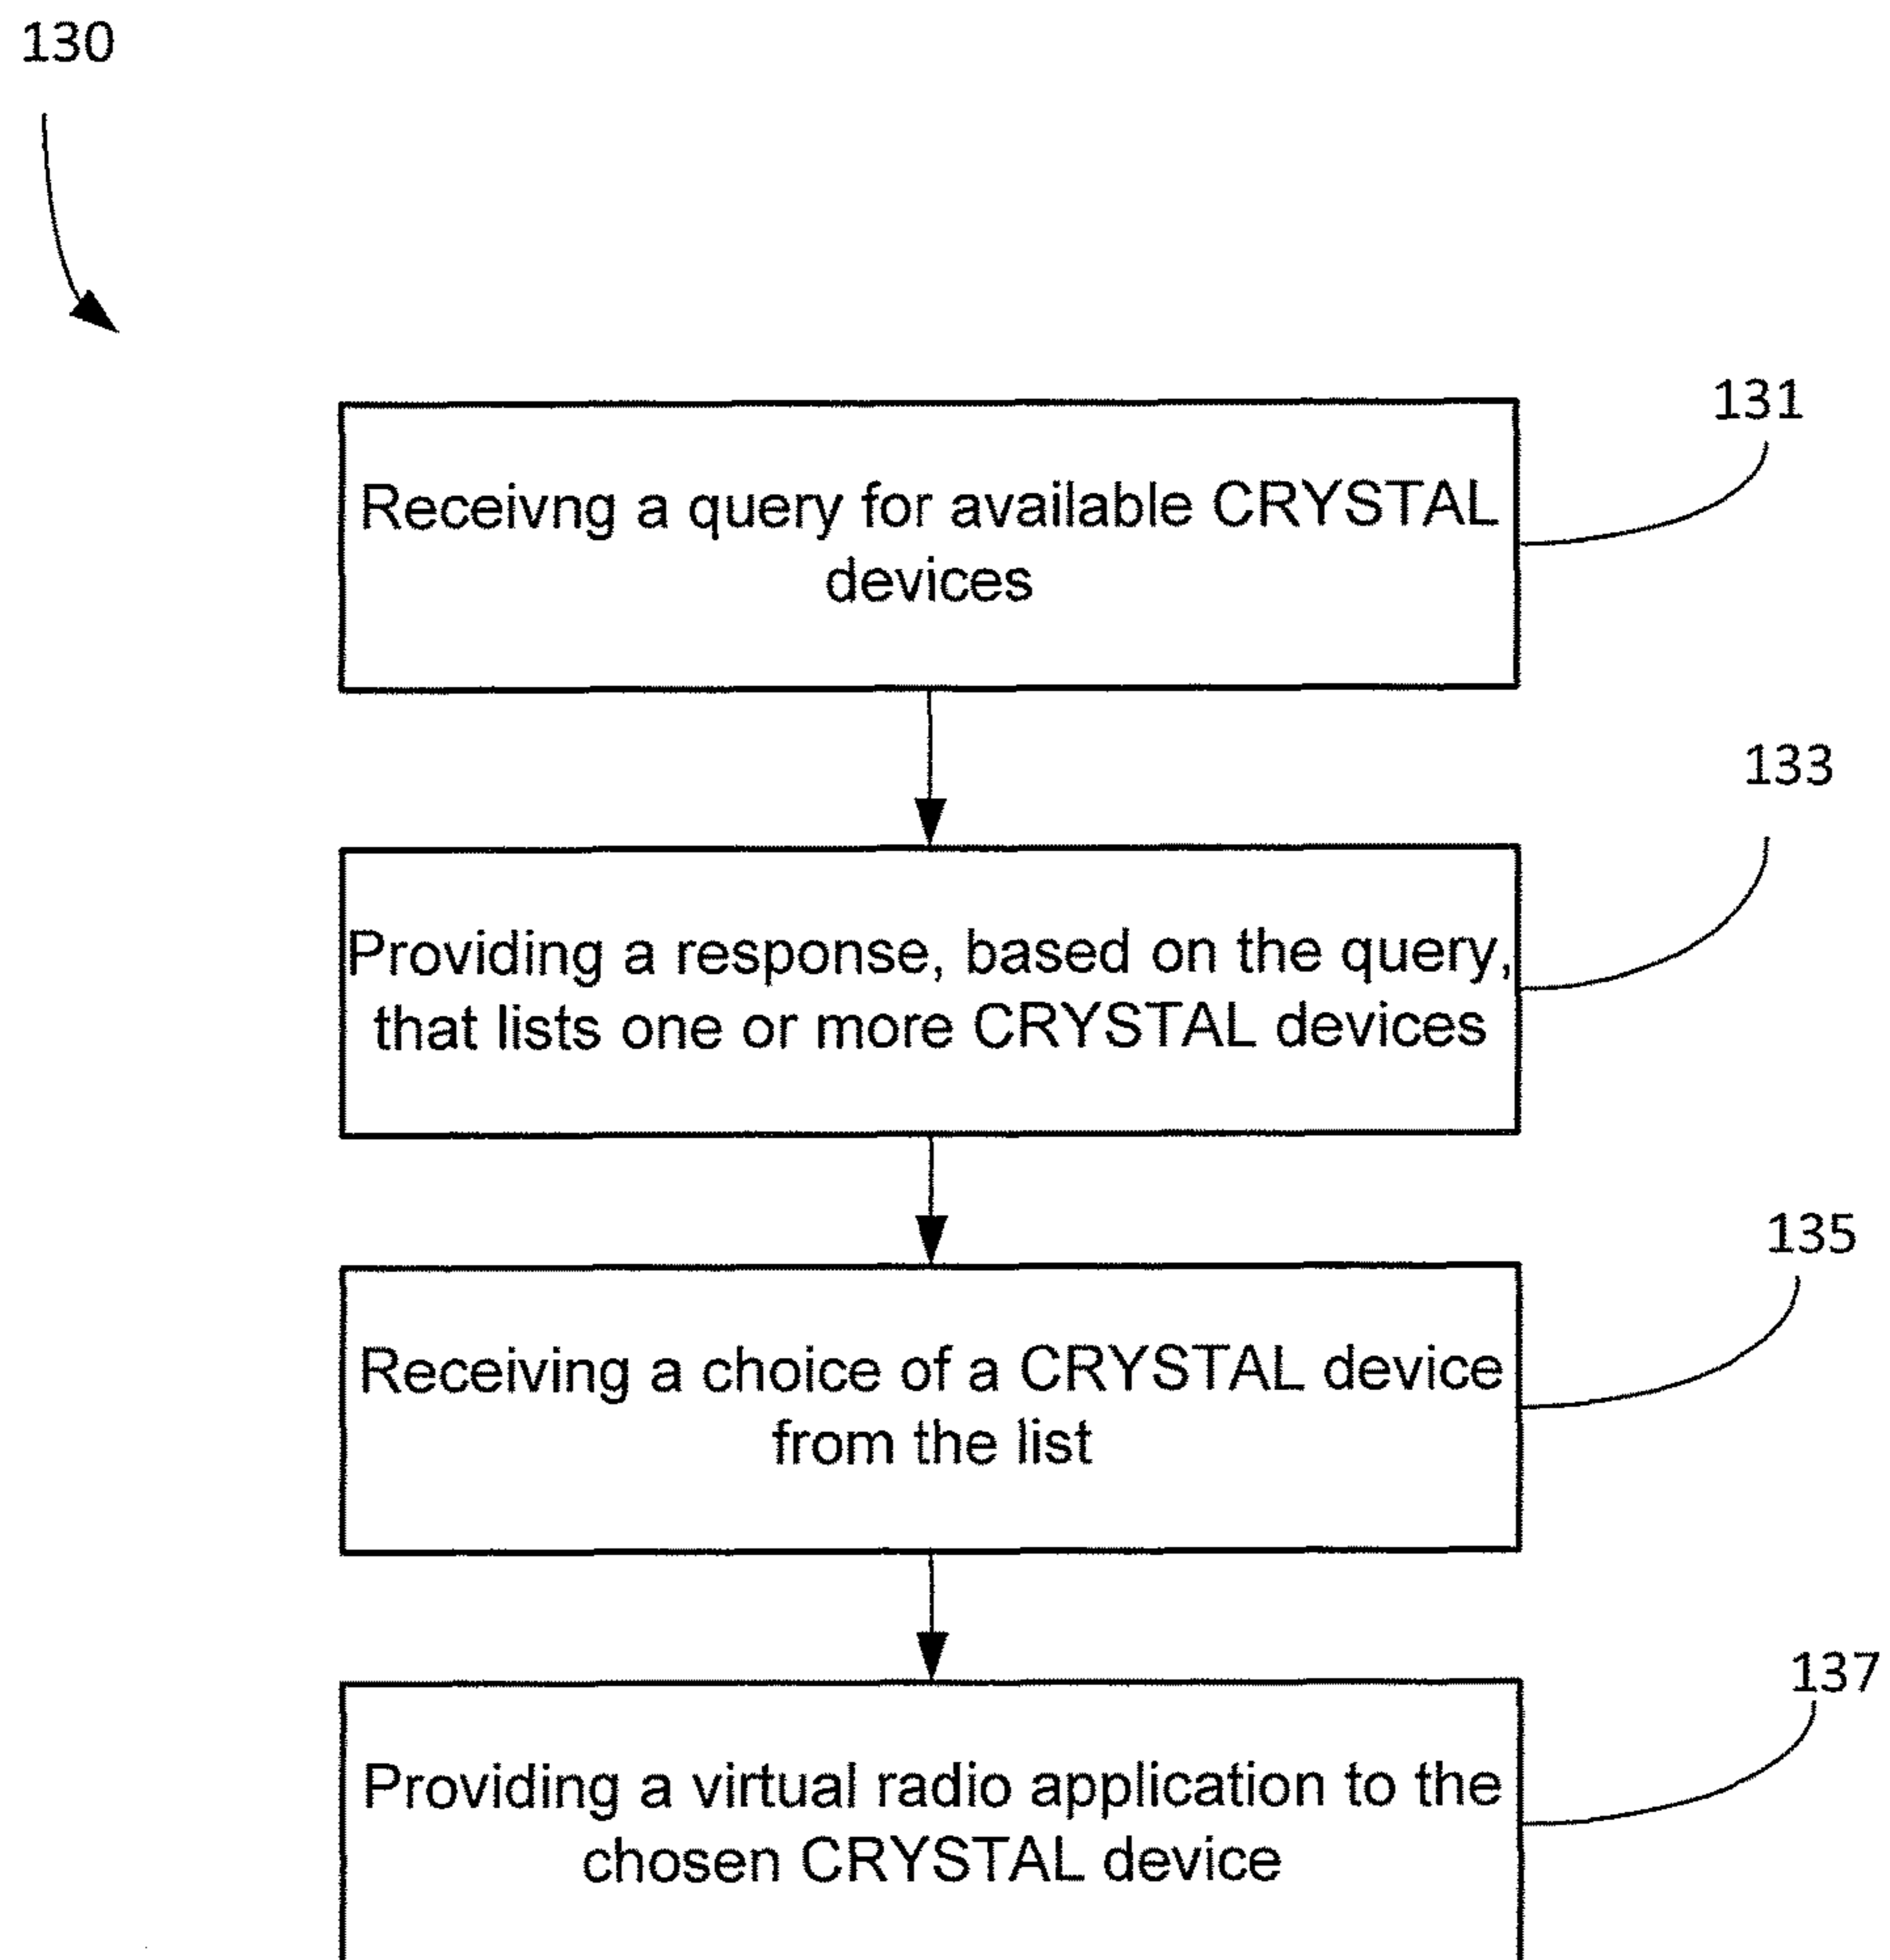 130
131
Receivng a query for available CRYSTAL
devices
133
Providing a response, based on the query,
that lists one or more CRYSTAL devices
135
Receiving a choice of a CRYSTAL device
from the list
137
Providing a virtual radio application to the
chosen CRYSTAL device